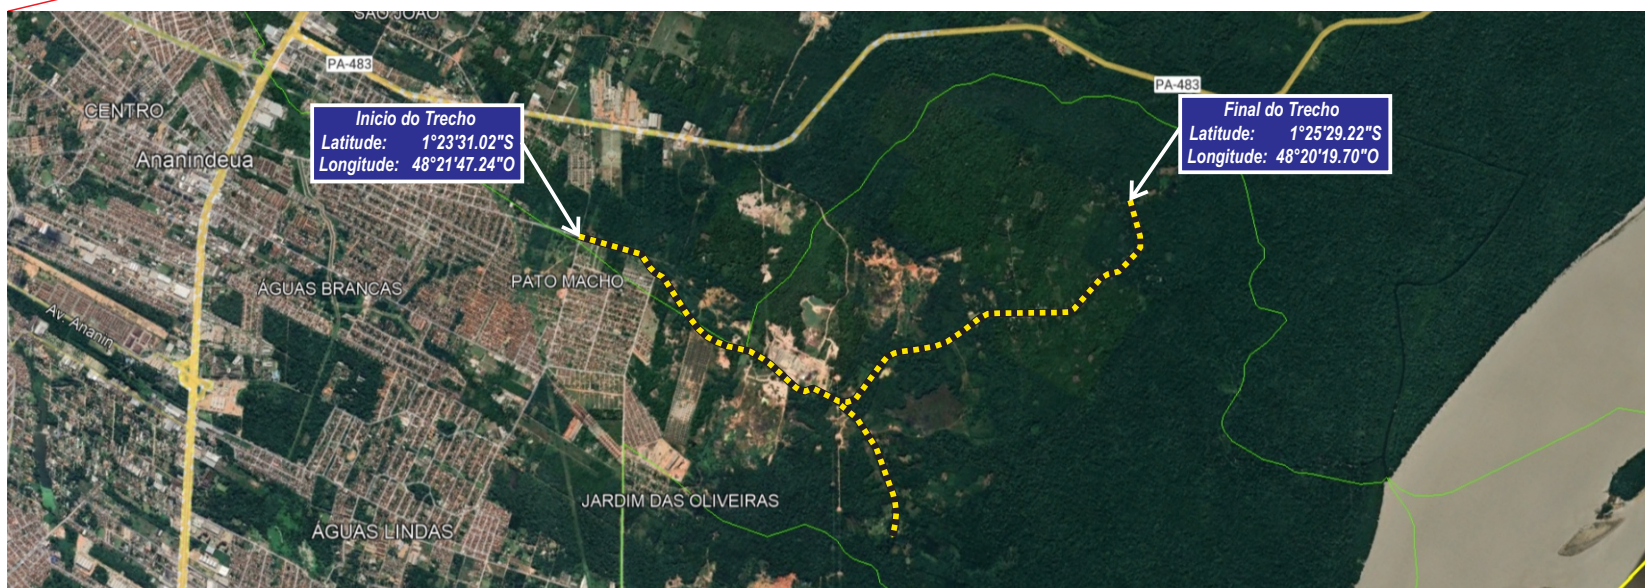 SÃO JOÃO
PA-483
PA-483
CENTRO
Ananindeua
Inicio do Trecho
Latitude: 1°23'31.02"S
Longitude: 48°21'47.24"O
Final do Trecho
Latitude: 1°25'29.22"S
Longitude: 48°20'19.70"O
ÁGUAS BRANCAS
PATO MACHO
Av. Ananin
JARDIM DAS OLIVEIRAS
ÁGUAS LINDAS